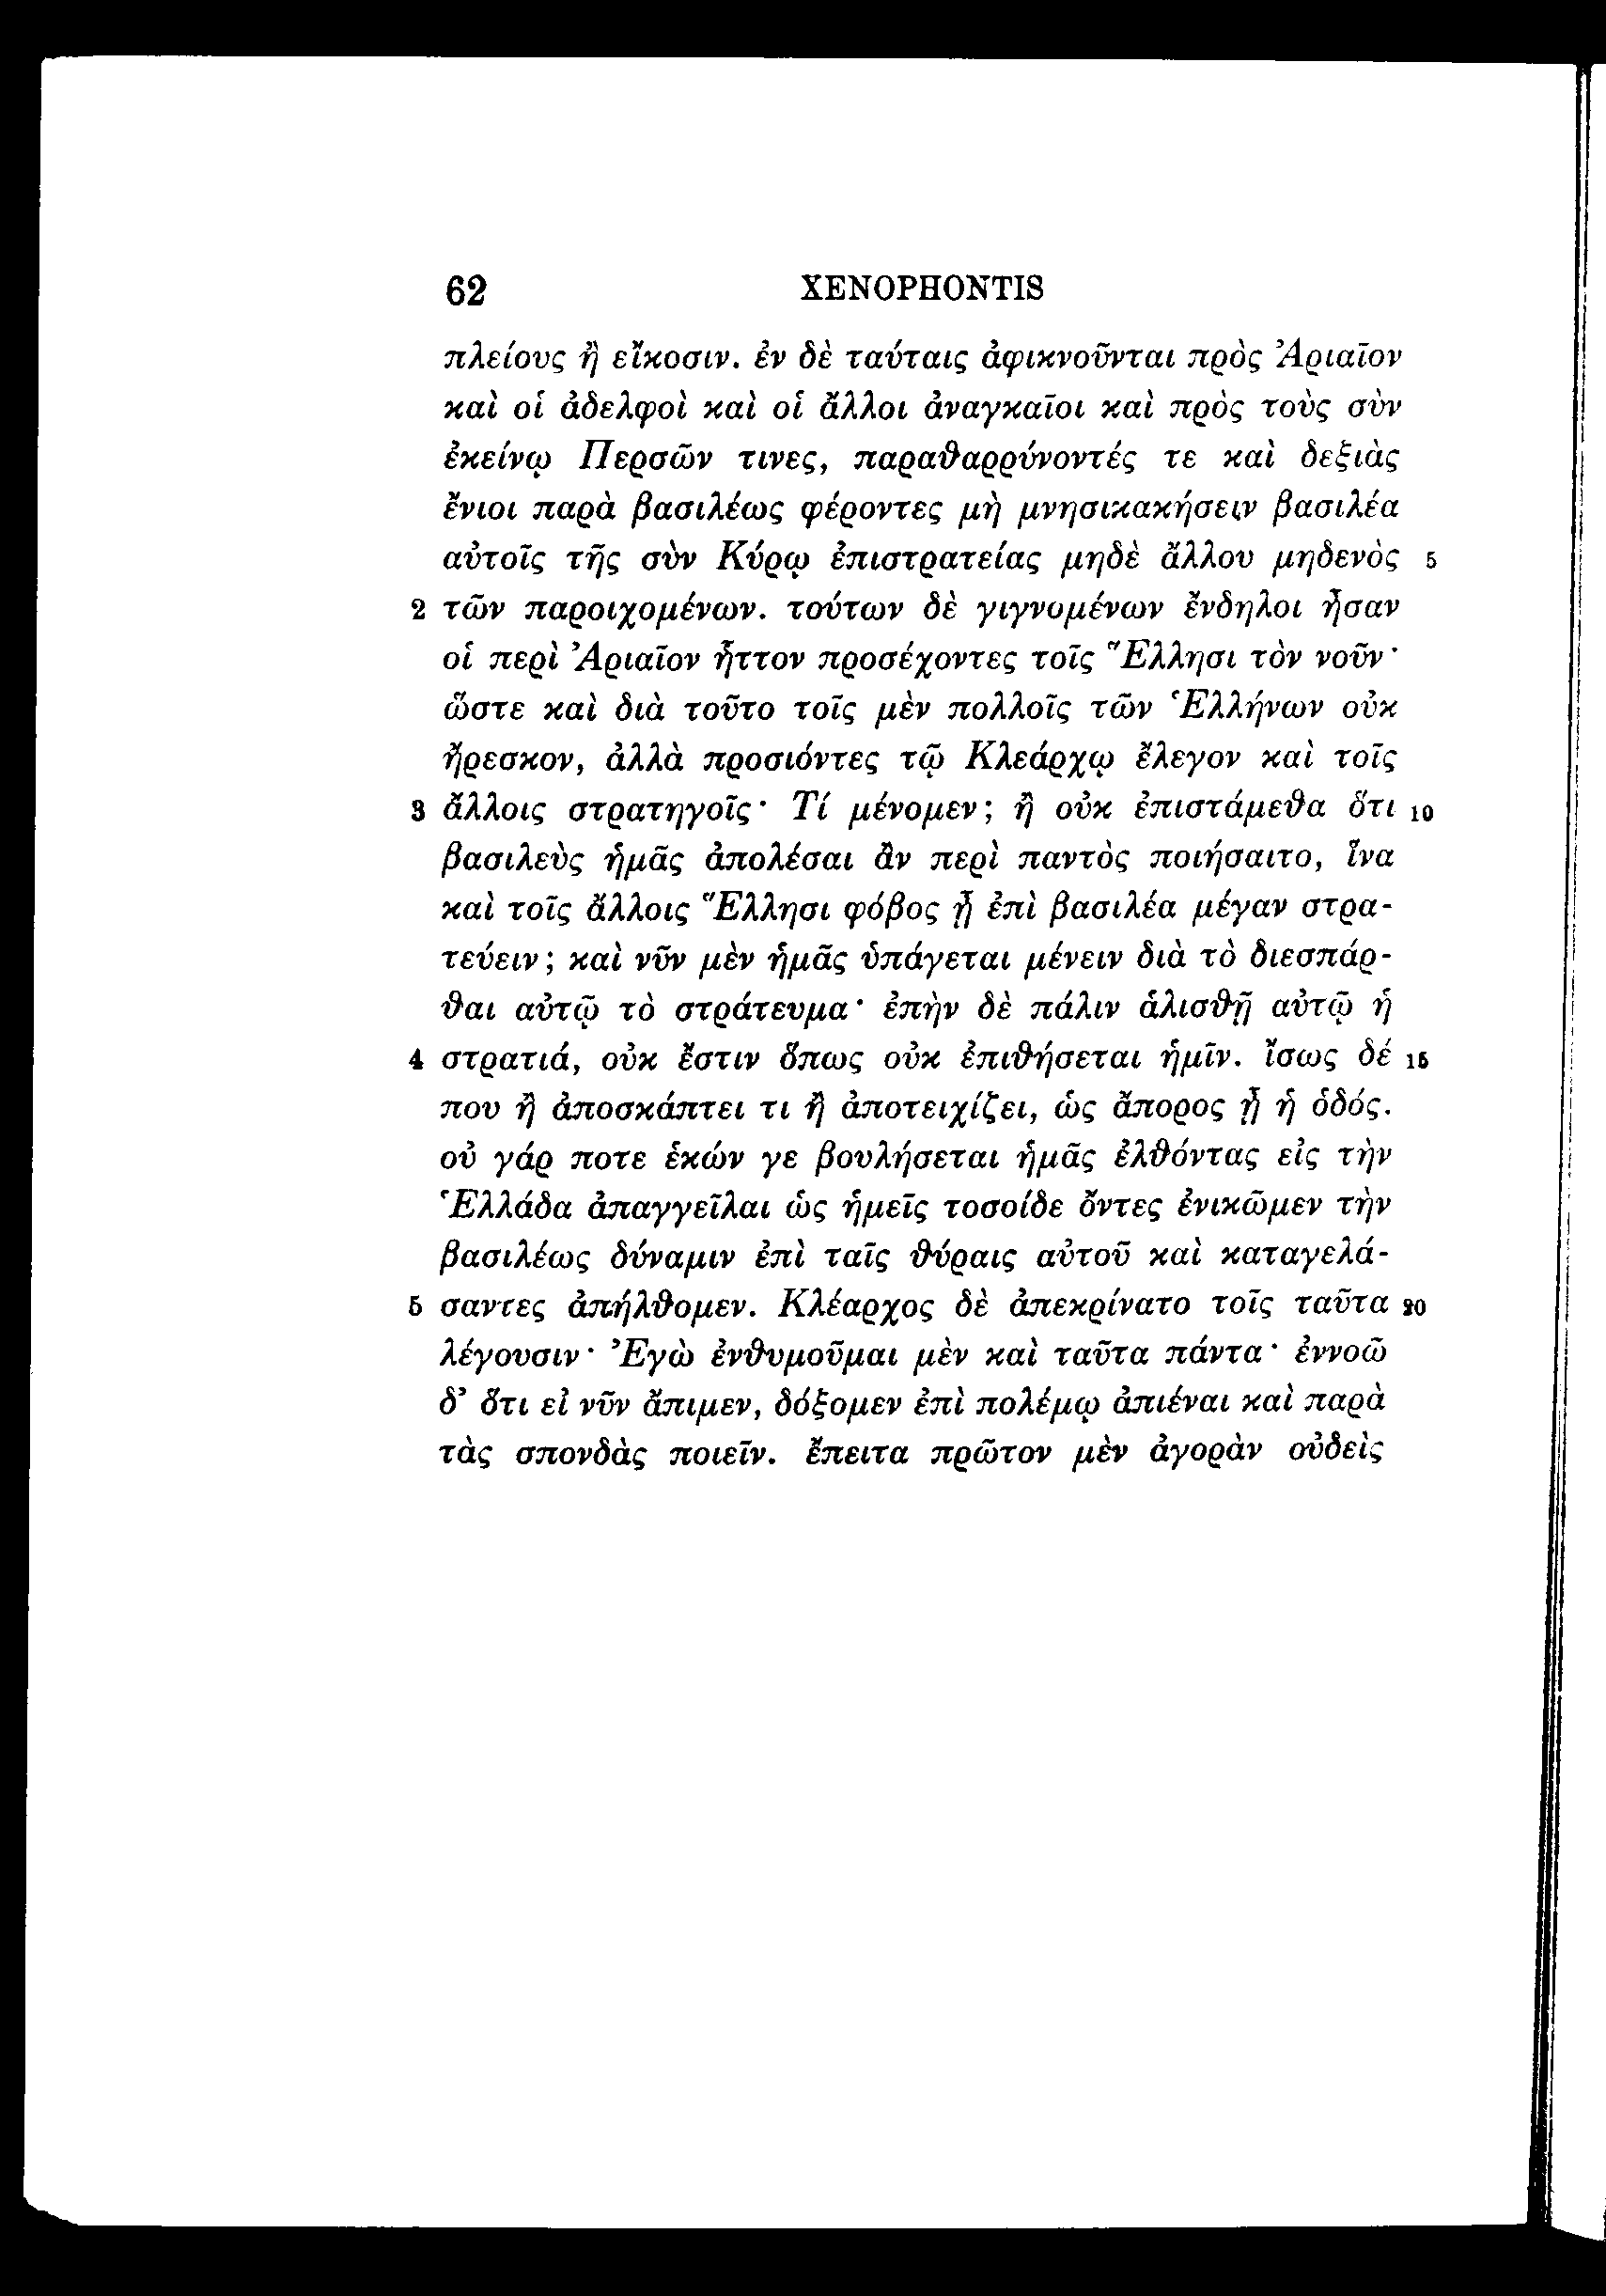 62 XENOPHONTIS
πλείους ἢ εἴκοσιν. ἐν δὲ ταύταις ἀφικνοῦνται πρὸς Ἀριαῖον
καὶ οἱ ἀδελφοὶ καὶ οἱ ἄλλοι ἀναγκαῖοι καὶ πρὸς τοὺς σὺν
ἐκείνῳ Περσῶν τινες, παραθαρρύνοντές τε καὶ δεξιὰς
ἔνιοι παρὰ βασιλέως φέροντες μὴ μνησικακήσειν βασιλέα
αὐτοῖς τῆς σὺν Κύρῳ ἐπιστρατείας μηδὲ ἄλλου μηδενὸς 5
2 τῶν παροιχομένων. τούτων δὲ γιγνομένων ἔνδηλοι ἦσαν
οἱ περὶ Ἀριαῖον ἧττον προσέχοντες τοῖς Ἕλλησι τὸν νοῦν·
ὥστε καὶ διὰ τοῦτο τοῖς μὲν πολλοῖς τῶν Ἑλλήνων οὐκ
ἤρεσκον, ἀλλὰ προσιόντες τῷ Κλεάρχῳ ἔλεγον καὶ τοῖς
3 ἄλλοις στρατηγοῖς· Τί μένομεν; ἢ οὐκ ἐπιστάμεθα ὅτι 10
βασιλεὺς ἡμᾶς ἀπολέσαι ἂν περὶ παντὸς ποιήσαιτο, ἵνα
καὶ τοῖς ἄλλοις Ἕλλησι φόβος ᾖ ἐπὶ βασιλέα μέγαν στρα-
τεύειν; καὶ νῦν μὲν ἡμᾶς ὑπάγεται μένειν διὰ τὸ διεσπάρ-
θαι αὐτῷ τὸ στράτευμα· ἐπὴν δὲ πάλιν ἁλισθῇ αὐτῷ ἡ
4 στρατιά, οὐκ ἔστιν ὅπως οὐκ ἐπιθήσεται ἡμῖν. ἴσως δέ 15
που ἢ ἀποσκάπτει τι ἢ ἀποτειχίζει, ὡς ἄπορος ᾖ ἡ ὁδός.
οὐ γάρ ποτε ἑκών γε βουλήσεται ἡμᾶς ἐλθόντας εἰς τὴν
Ἑλλάδα ἀπαγγεῖλαι ὡς ἡμεῖς τοσοίδε ὄντες ἐνικῶμεν τὴν
βασιλέως δύναμιν ἐπὶ ταῖς θύραις αὐτοῦ καὶ καταγελά-
5 σαντες ἀπήλθομεν. Κλέαρχος δὲ ἀπεκρίνατο τοῖς ταῦτα 20
λέγουσιν· Ἐγὼ ἐνθυμοῦμαι μὲν καὶ ταῦτα πάντα· ἐννοῶ
δʼ ὅτι εἰ νῦν ἄπιμεν, δόξομεν ἐπὶ πολέμῳ ἀπιέναι καὶ παρὰ
τὰς σπονδὰς ποιεῖν. ἔπειτα πρῶτον μὲν ἀγορὰν οὐδεὶς